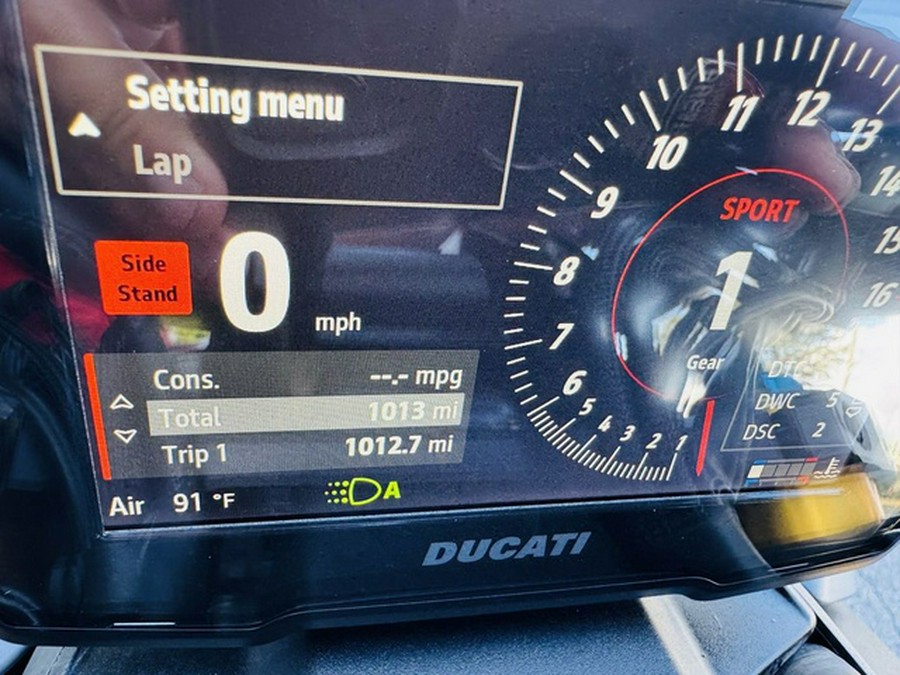 Setting menu
Lap
Side
Stand
0
mph
Cons. --.- mpg
Total 1013 mi
Trip 1 1012.7 mi
Air 91 °F
A
1 2 3 4 5 6 7 8 9 10 11 12 13 14 15 16
SPORT
1
Gear
DTC
DWC 5
DSC 2
DUCATI